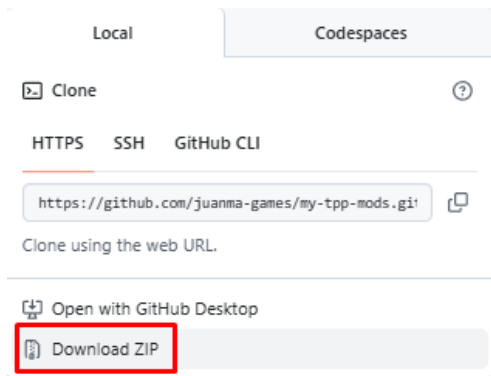 Local Codespaces
Clone
HTTPS SSH GitHub CLI
https://github.com/juanma-games/my-tpp-mods.git
Clone using the web URL.
Open with GitHub Desktop
Download ZIP